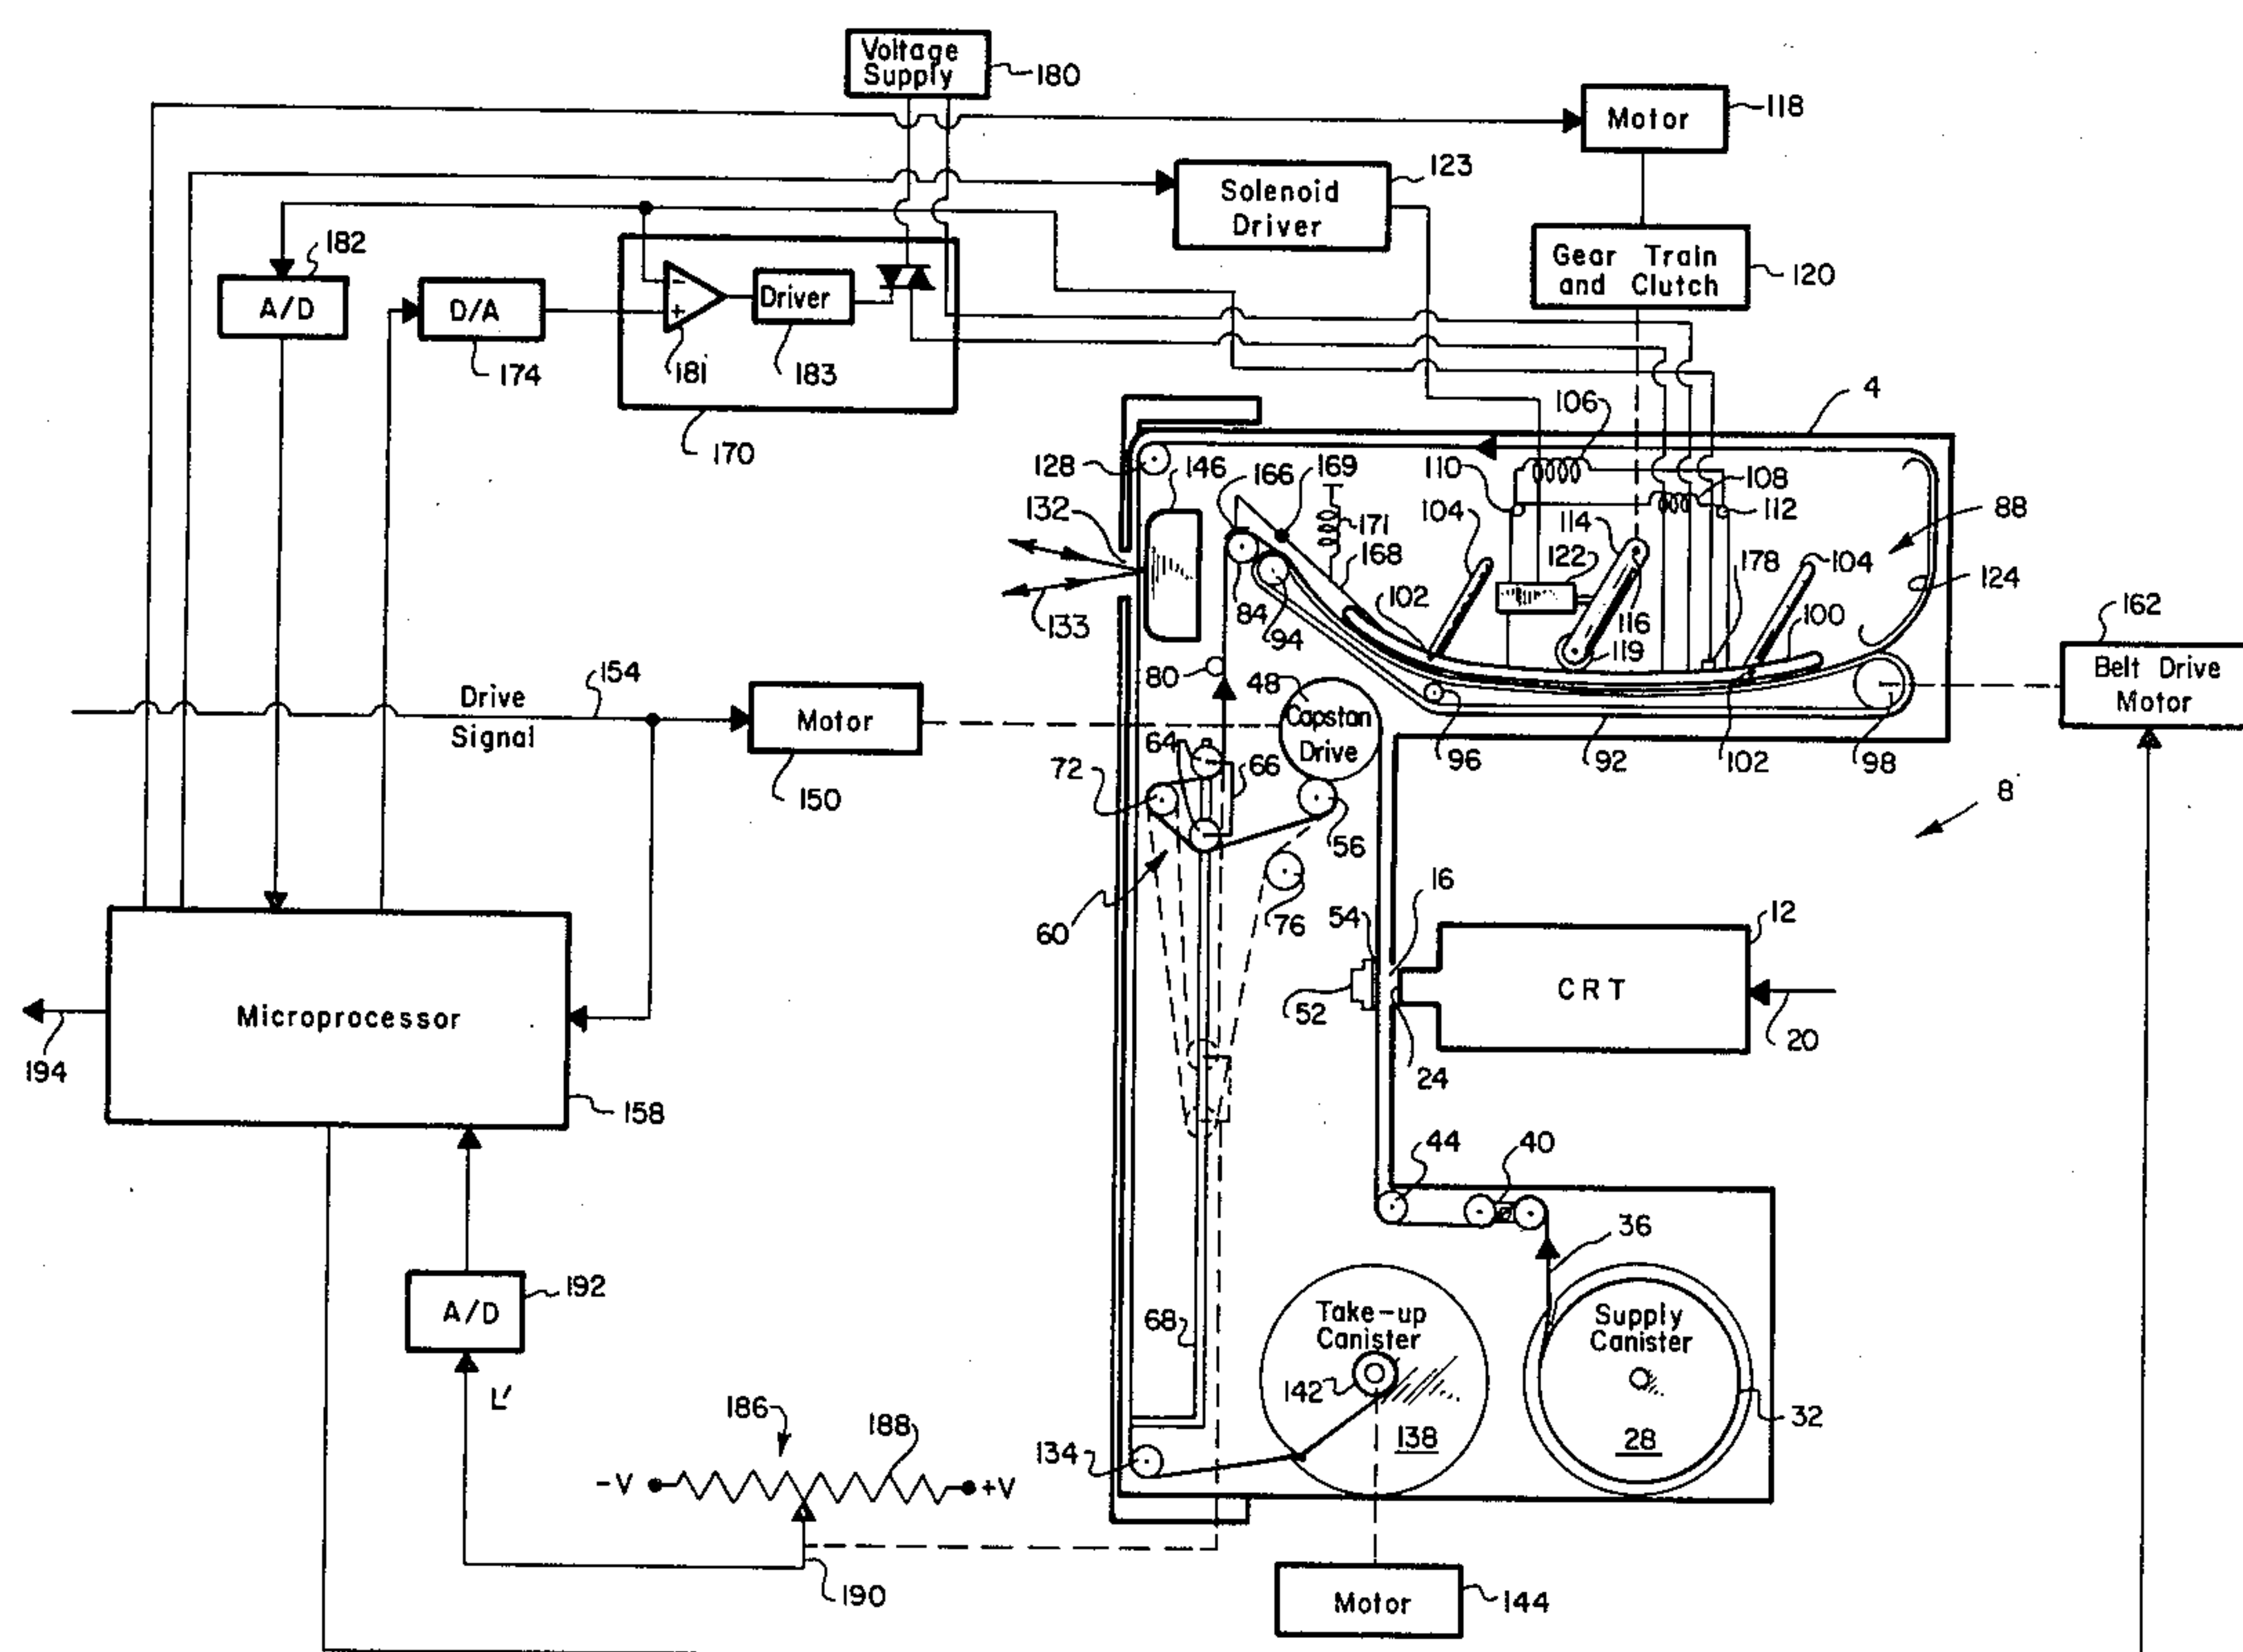 Voltage
Supply
180
Motor
118
123
Solenoid
Driver
Gear Train
and Clutch
120
182
A/D
D/A
174
-
+
181
Driver
183
170
4
106
128
146
166
169
110
108
112
88
132
171
104
114
122
178
104
168
124
133
84
94
102
116
119
100
162
Belt Drive
Motor
154
Drive
Signal
Motor
150
80
48
Capstan
Drive
64
66
72
96
92
102
98
8
56
60
76
16
54
12
52
CRT
24
20
Microprocessor
194
158
44
40
36
A/D
192
L'
68
Take-up
Canister
142
138
Supply
Canister
28
32
186
188
-V
+V
134
190
Motor
144